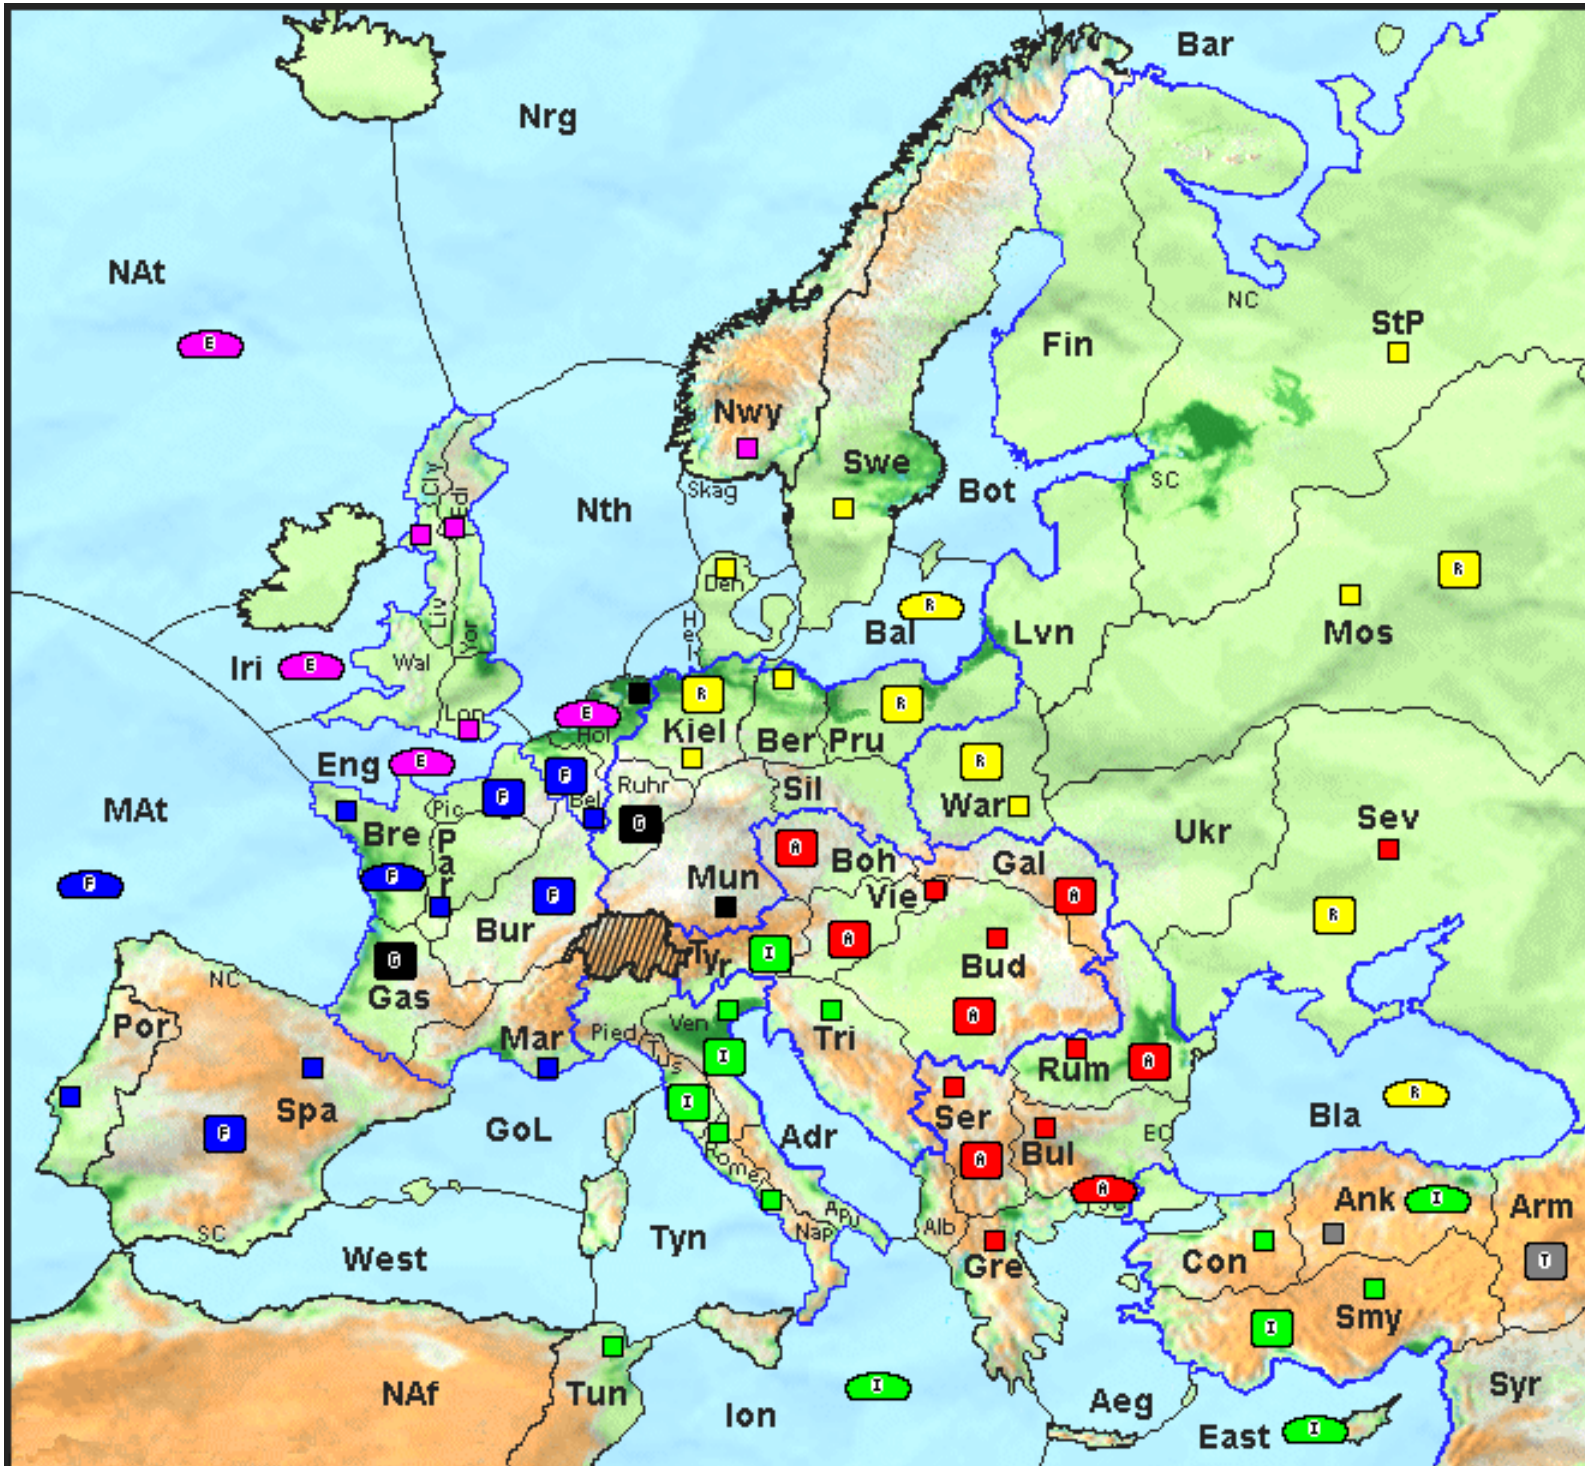 Bar
Nrg
NAt
E
NC
StP
Fin
Nwy
Swe
Cly
Edi
Skag
Bot
SC
Nth
R
Den
R
Bal
Lvn
Mos
Liv
Yor
Hel
Iri
E
Wal
R
R
Lon
E
Hol
Kiel
Ber
Pru
Eng
E
F
R
Ruhr
Sil
F
Bel
Pic
War
MAt
G
Sev
Bre
Par
Ukr
A
Boh
Gal
F
F
Mun
Vie
F
A
R
Bur
A
G
I
Tyr
Bud
Gas
NC
Por
A
Ven
Pied
Tri
Mar
Tus
I
Rum
A
R
I
Spa
Ser
Bla
F
GoL
Adr
Bul
EC
Rome
A
A
SC
Ank
I
Arm
Apu
Nap
Alb
Tyn
West
Gre
Con
T
Smy
I
NAf
Tun
I
Aeg
Syr
Ion
East
I